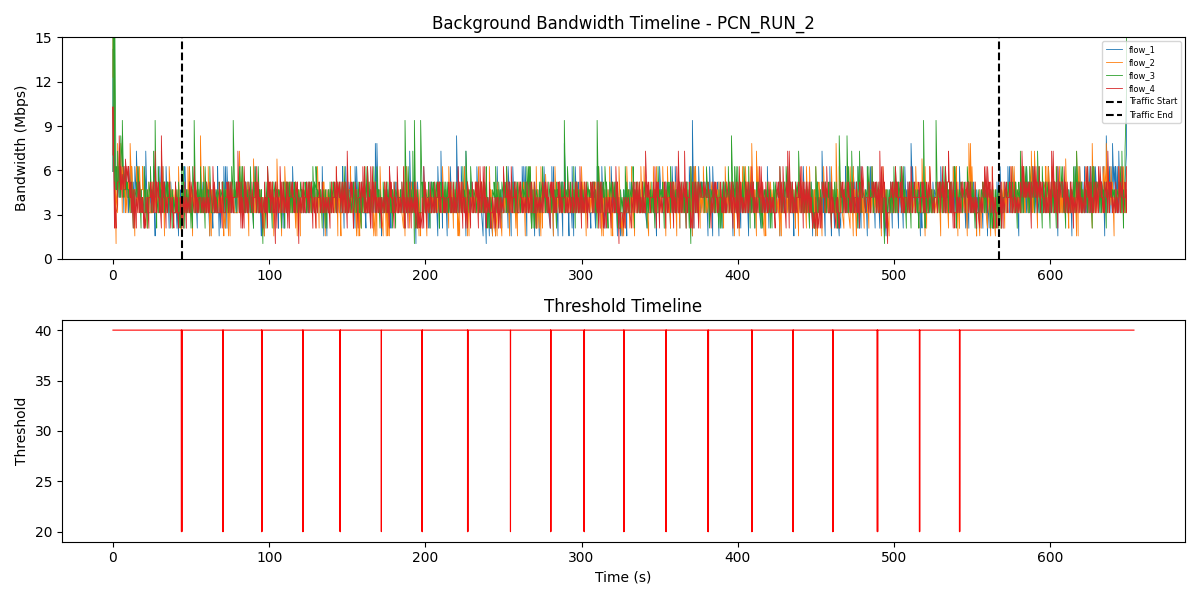 Background Bandwidth Timeline - PCN_RUN_2
Bandwidth (Mbps)
15
12
9
6
3
0
flow_1
flow_2
flow_3
flow_4
Traffic Start
Traffic End
0 100 200 300 400 500 600
Threshold Timeline
Threshold
40
35
30
25
20
0 100 200 300 400 500 600
Time (s)